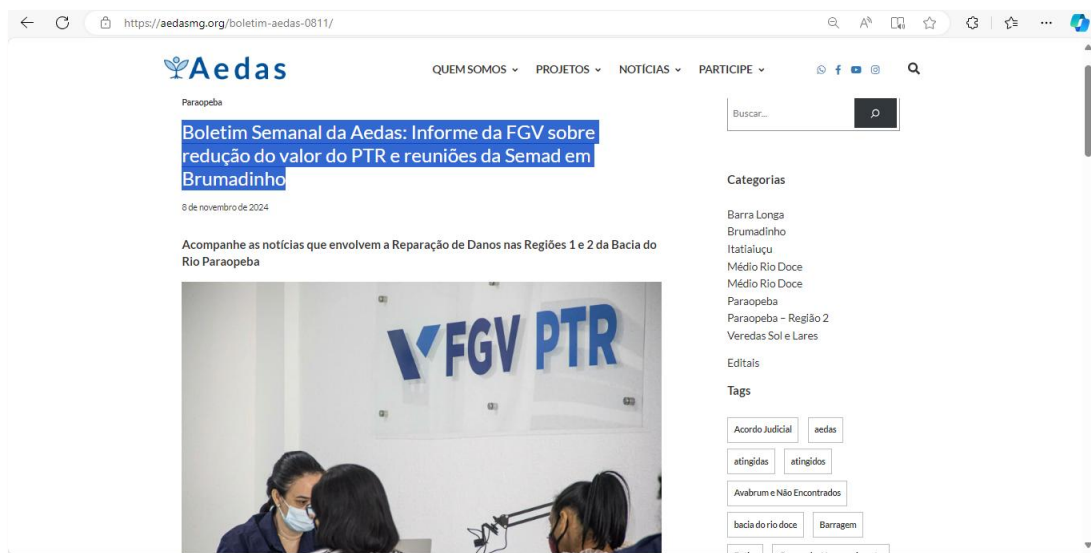 https://aedasmg.org/boletim-aedas-0811/
Aedas
QUEM SOMOS
PROJETOS
NOTÍCIAS
PARTICIPE
Paraopeba
Boletim Semanal da Aedas: Informe da FGV sobre
redução do valor do PTR e reuniões da Semad em
Brumadinho
8 de novembro de 2024
Acompanhe as notícias que envolvem a Reparação de Danos nas Regiões 1 e 2 da Bacia do
Rio Paraopeba
FGV PTR
Buscar...
Categorias
Barra Longa
Brumadinho
Itatiaiuçu
Médio Rio Doce
Médio Rio Doce
Paraopeba
Paraopeba – Região 2
Veredas Sol e Lares
Editais
Tags
Acordo Judicial
aedas
atingidas
atingidos
Avabrum e Não Encontrados
bacia do rio doce
Barragem